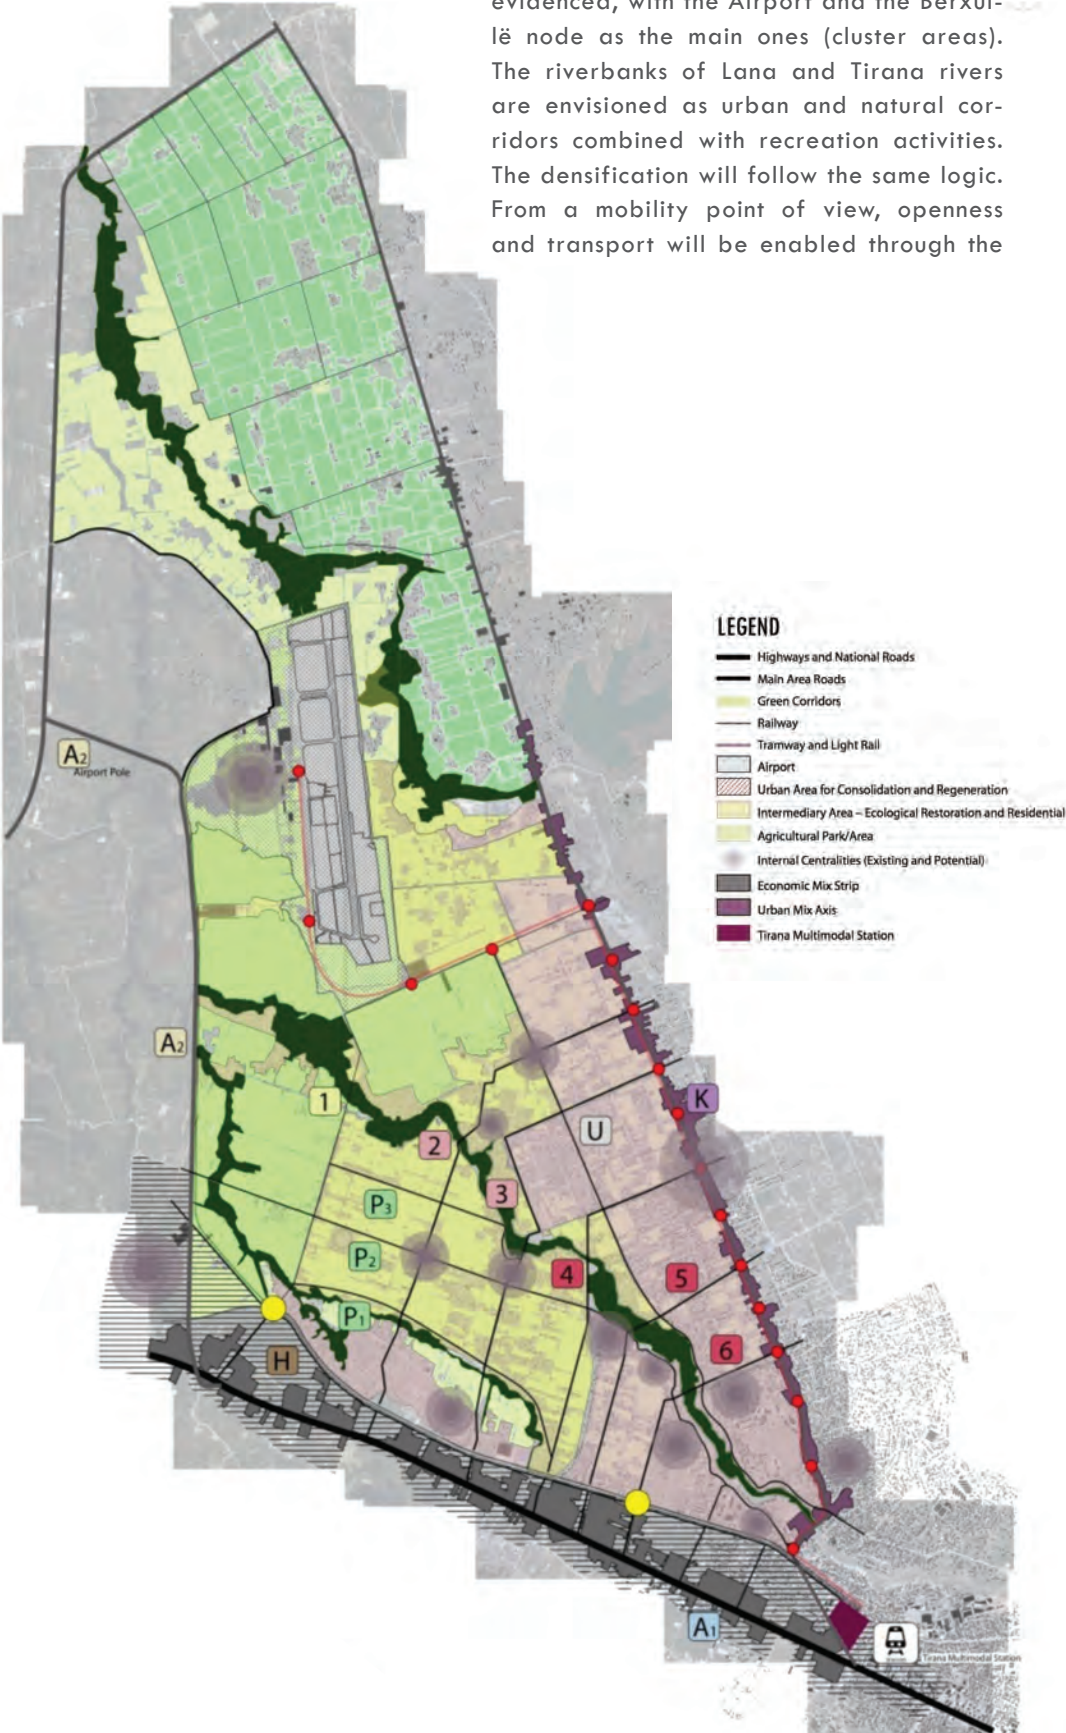 evidenced, with the Airport and the Berxul-
lë node as the main ones (cluster areas).
The riverbanks of Lana and Tirana rivers
are envisioned as urban and natural cor-
ridors combined with recreation activities.
The densification will follow the same logic.
From a mobility point of view, openness
and transport will be enabled through the
LEGEND
Highways and National Roads
Main Area Roads
Green Corridors
Railway
Tramway and Light Rail
Airport
Urban Area for Consolidation and Regeneration
Intermediary Area – Ecological Restoration and Residential
Agricultural Park/Area
Internal Centralities (Existing and Potential)
Economic Mix Strip
Urban Mix Axis
Tirana Multimodal Station
A2
Airport Pole
A2
1
K
U
2
3
P3
P2
4
5
P1
6
H
A1
Tirana Multimodal Station